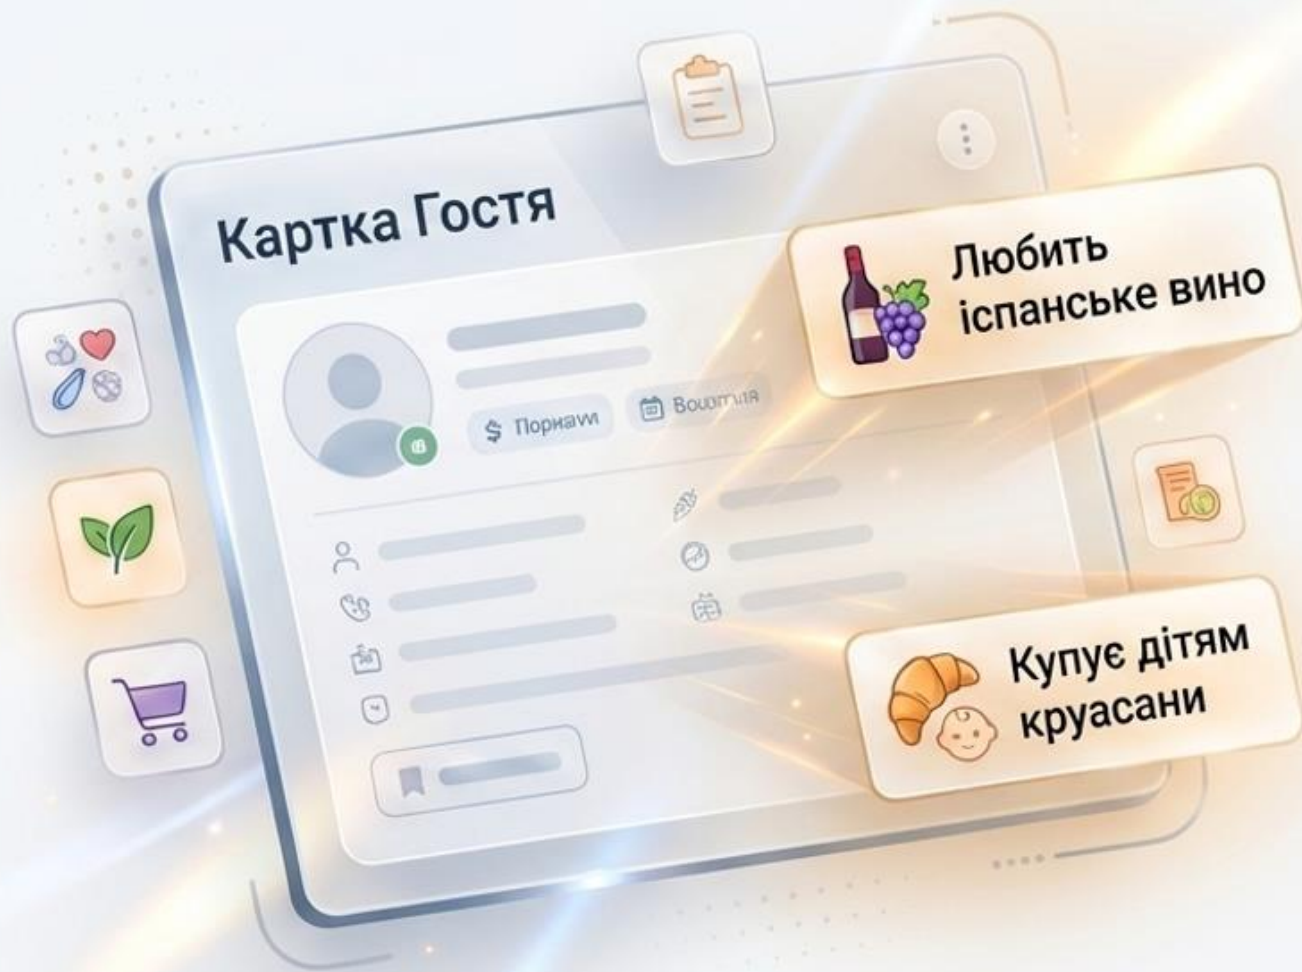 Картка Гостя
Любить
іспанське вино
Купує дітям
круасани